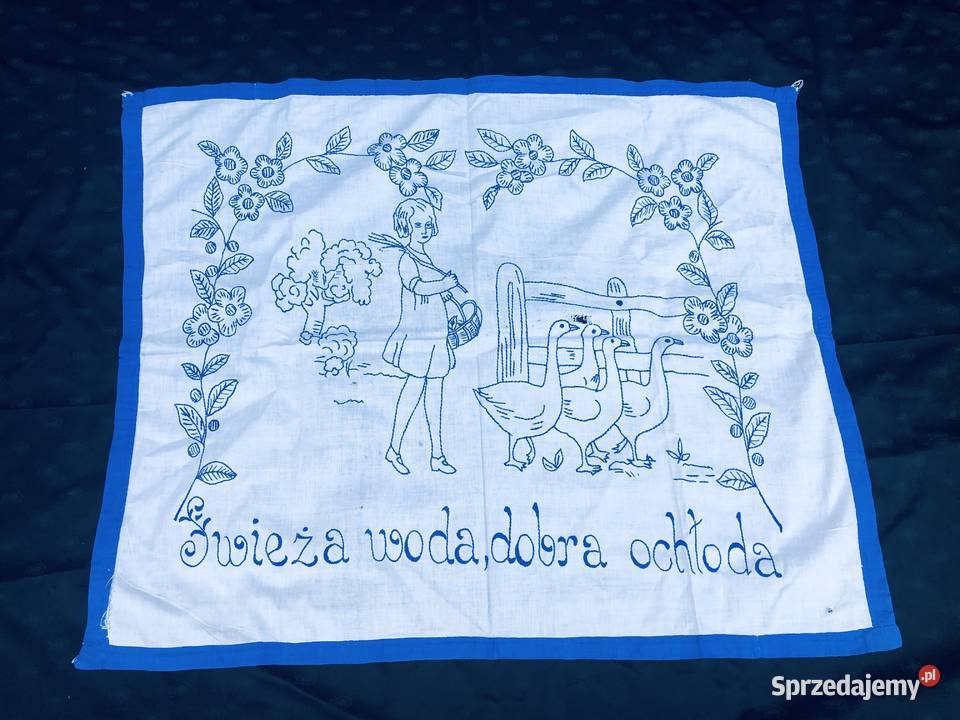 Świeża woda, dobra ochłoda
Sprzedajemy.pl